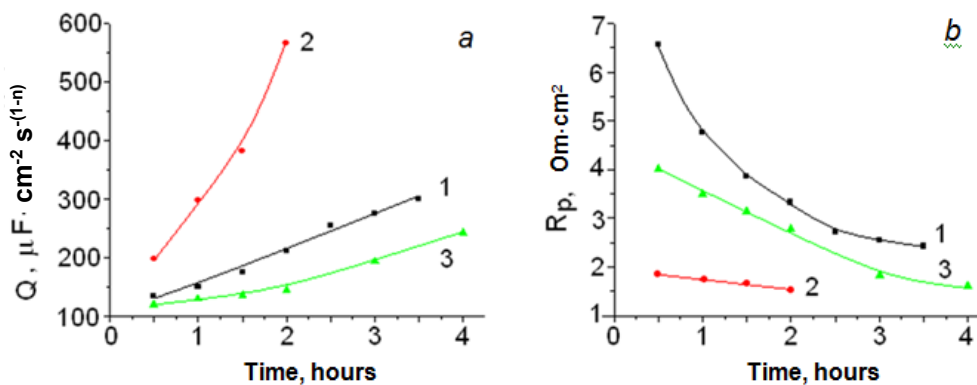 600
500
400
300
200
100
Q , μF· cm⁻² s⁻⁽¹⁻ⁿ⁾
a
2
1
3
0 1 2 3 4
Time, hours
7
6
5
4
3
2
1
Rp, Om·cm²
b
1
3
2
0 1 2 3 4
Time, hours